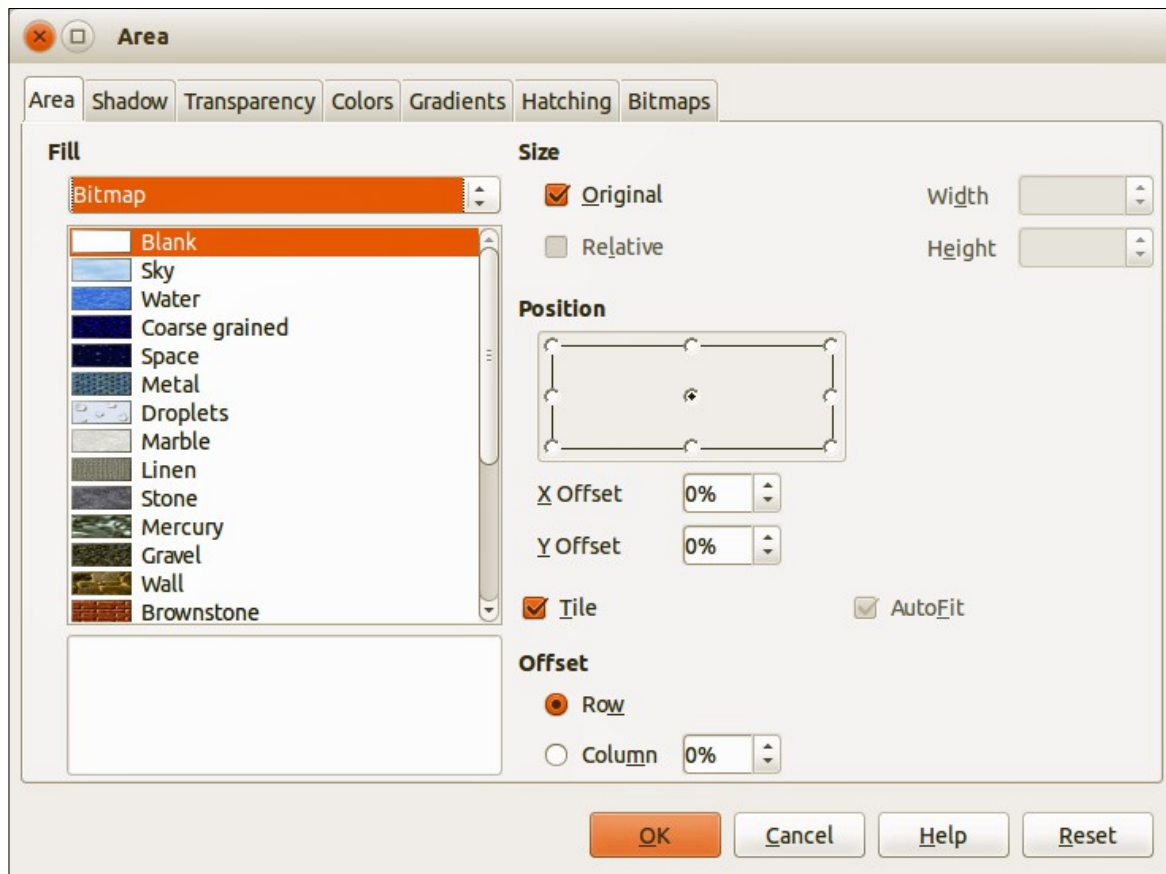 Area
Area Shadow Transparency Colors Gradients Hatching Bitmaps
Fill
Bitmap
Blank
Sky
Water
Coarse grained
Space
Metal
Droplets
Marble
Linen
Stone
Mercury
Gravel
Wall
Brownstone
Size
Original
Width
Relative
Height
Position
X Offset 0%
Y Offset 0%
Tile
AutoFit
Offset
Row
Column 0%
OK Cancel Help Reset